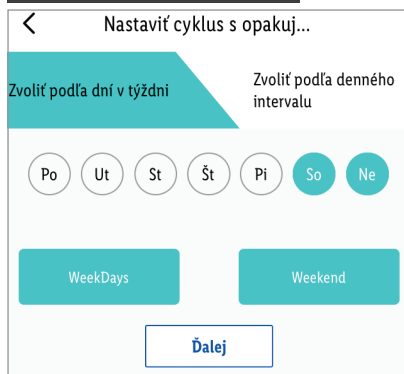 Nastaviť cyklus s opakuj...
Zvoliť podľa dní v týždni
Zvoliť podľa denného
intervalu
Po Ut St Št Pi So Ne
WeekDays Weekend
Ďalej